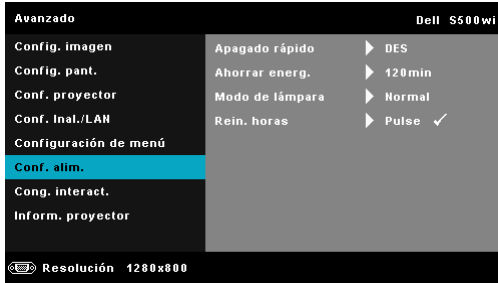 Avanzado Dell S500wi
Config. imagen
Config. pant.
Conf. proyector
Conf. Inal./LAN
Configuración de menú
Conf. alim.
Cong. interact.
Inform. proyector
Apagado rápido DES
Ahorrar energ. 120min
Modo de lámpara Normal
Rein. horas Pulse ✓
Resolución 1280x800